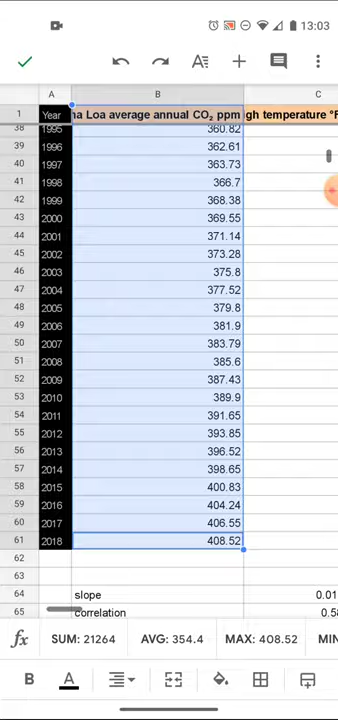 13:03
A B C
1 Year na Loa average annual CO₂ ppm gh temperature °F
38 1995 360.82
39 1996 362.61
40 1997 363.73
41 1998 366.7
42 1999 368.38
43 2000 369.55
44 2001 371.14
45 2002 373.28
46 2003 375.8
47 2004 377.52
48 2005 379.8
49 2006 381.9
50 2007 383.79
51 2008 385.6
52 2009 387.43
53 2010 389.9
54 2011 391.65
55 2012 393.85
56 2013 396.52
57 2014 398.65
58 2015 400.83
59 2016 404.24
60 2017 406.55
61 2018 408.52
62
63
64 slope 0.01
65 correlation 0.58
fx SUM: 21264 AVG: 354.4 MAX: 408.52 MIN
B A